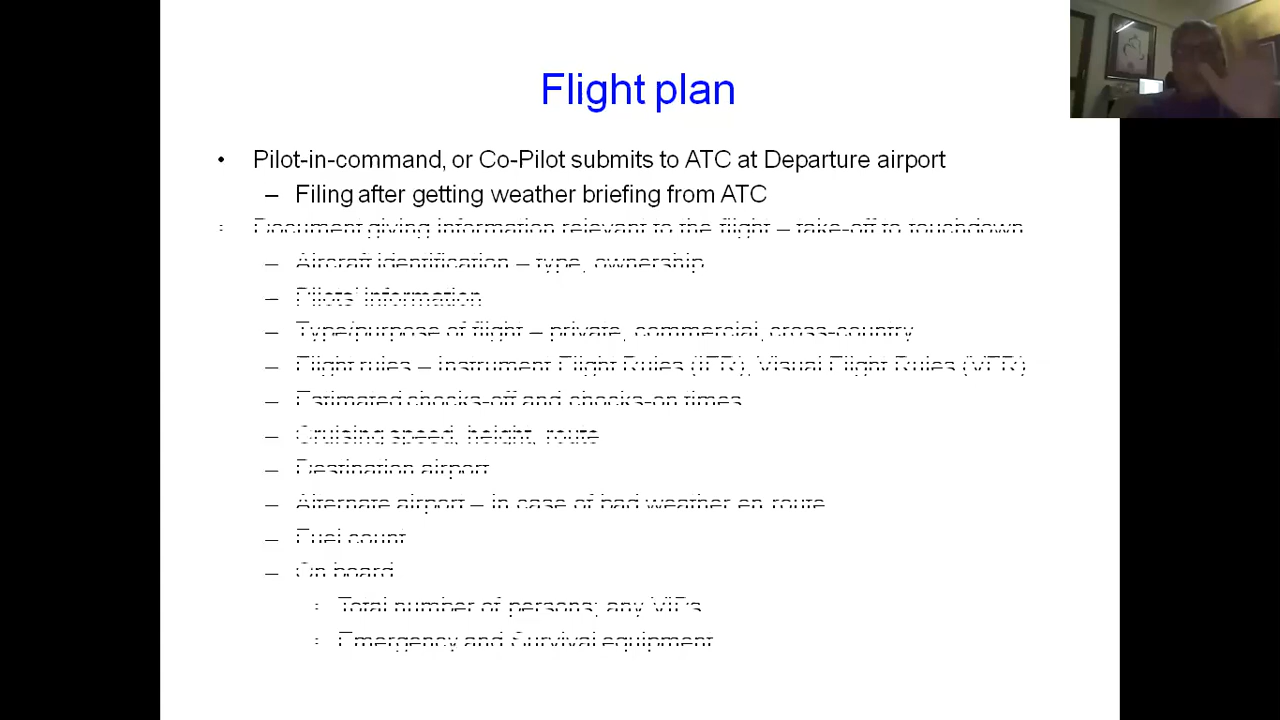 Flight plan
• Pilot-in-command, or Co-Pilot submits to ATC at Departure airport
– Filing after getting weather briefing from ATC
• Document giving information relevant to the flight – take-off to touchdown
– Aircraft identification – type, ownership
– Pilots' information
– Type/purpose of flight – private, commercial, cross-country
– Flight rules – Instrument Flight Rules (IFR), Visual Flight Rules (VFR)
– Estimated chocks-off and chocks-on times
– Cruising speed, height, route
– Destination airport
– Alternate airport – in case of bad weather en route
– Fuel count
– On board
• Total number of persons; any VIPs
• Emergency and Survival equipment